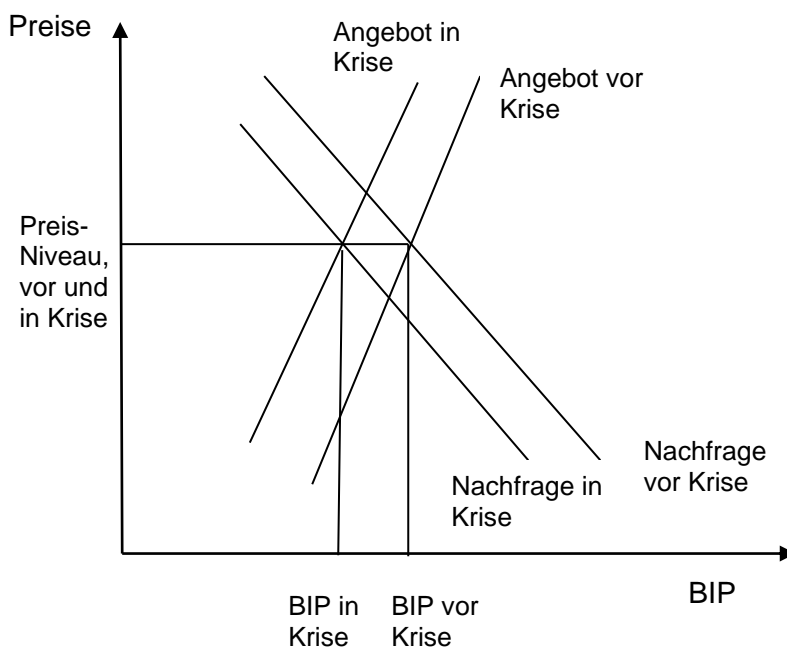 Preise
Angebot in
Krise
Angebot vor
Krise
Preis-
Niveau,
vor und
in Krise
Nachfrage
vor Krise
Nachfrage in
Krise
BIP
BIP in
Krise
BIP vor
Krise